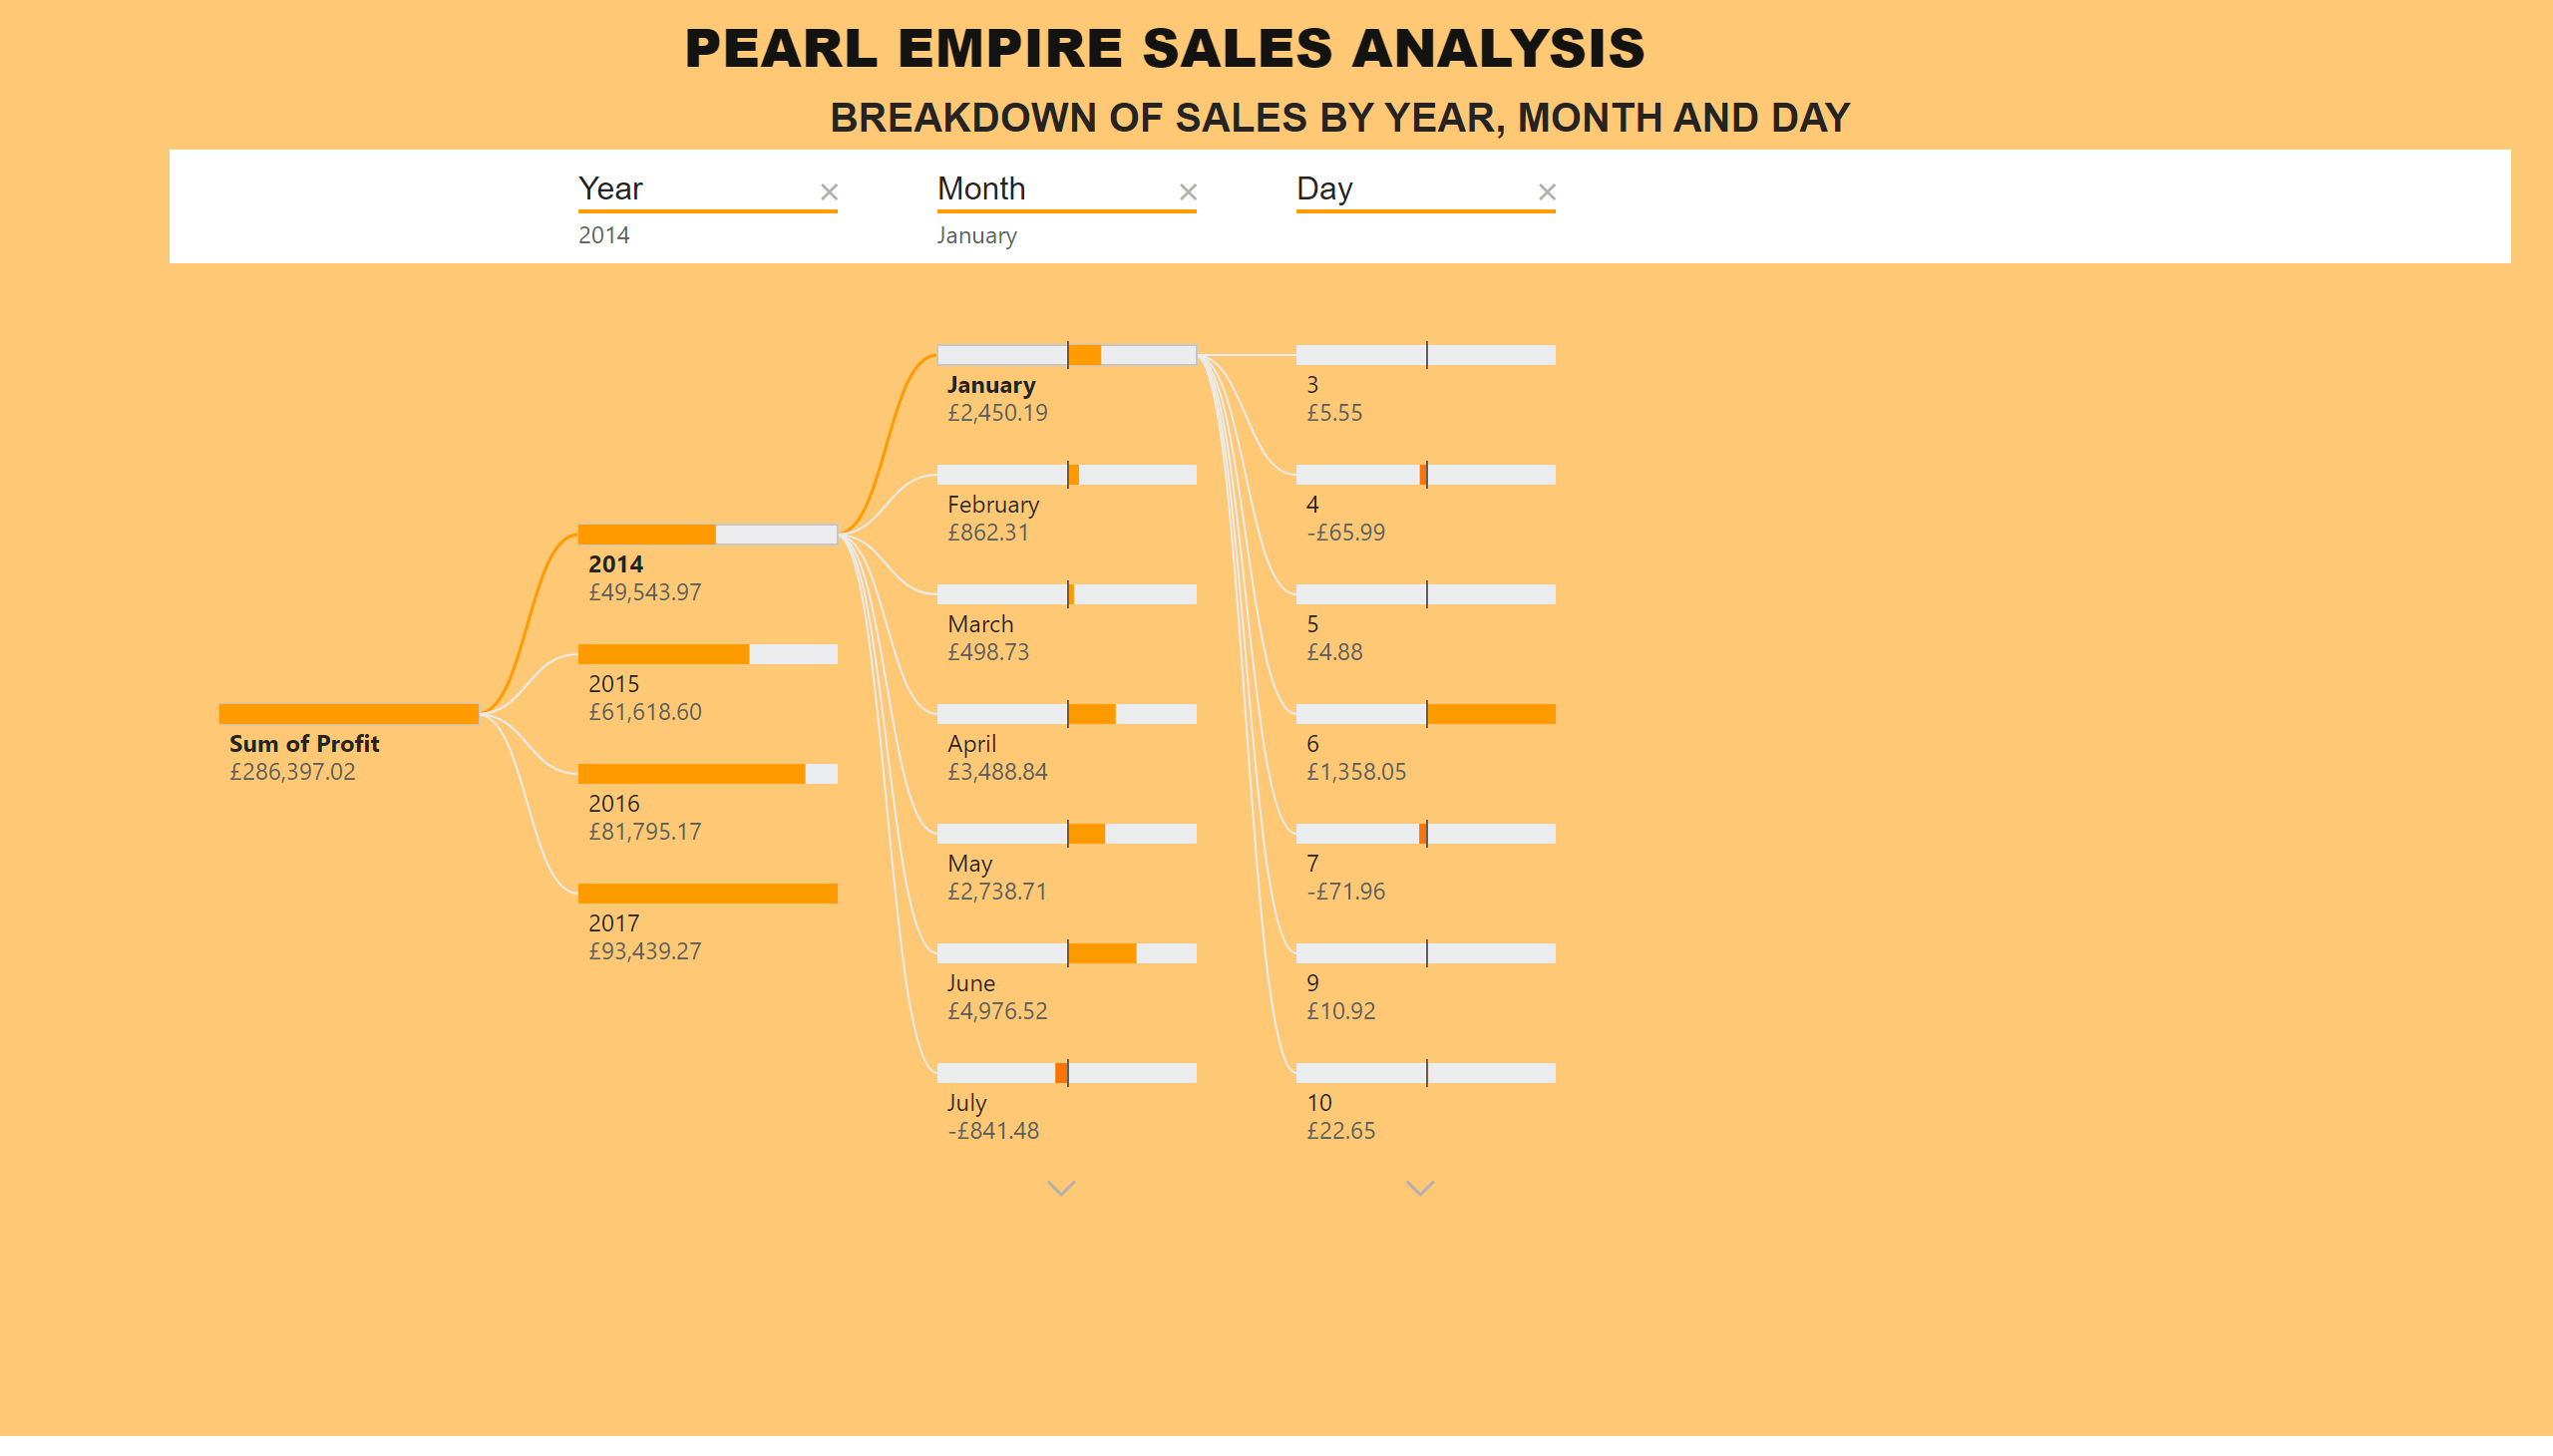 PEARL EMPIRE SALES ANALYSIS
BREAKDOWN OF SALES BY YEAR, MONTH AND DAY
Year
2014
Month
January
Day
Sum of Profit
£286,397.02
2014
£49,543.97
2015
£61,618.60
2016
£81,795.17
2017
£93,439.27
January
£2,450.19
February
£862.31
March
£498.73
April
£3,488.84
May
£2,738.71
June
£4,976.52
July
-£841.48
3
£5.55
4
-£65.99
5
£4.88
6
£1,358.05
7
-£71.96
9
£10.92
10
£22.65